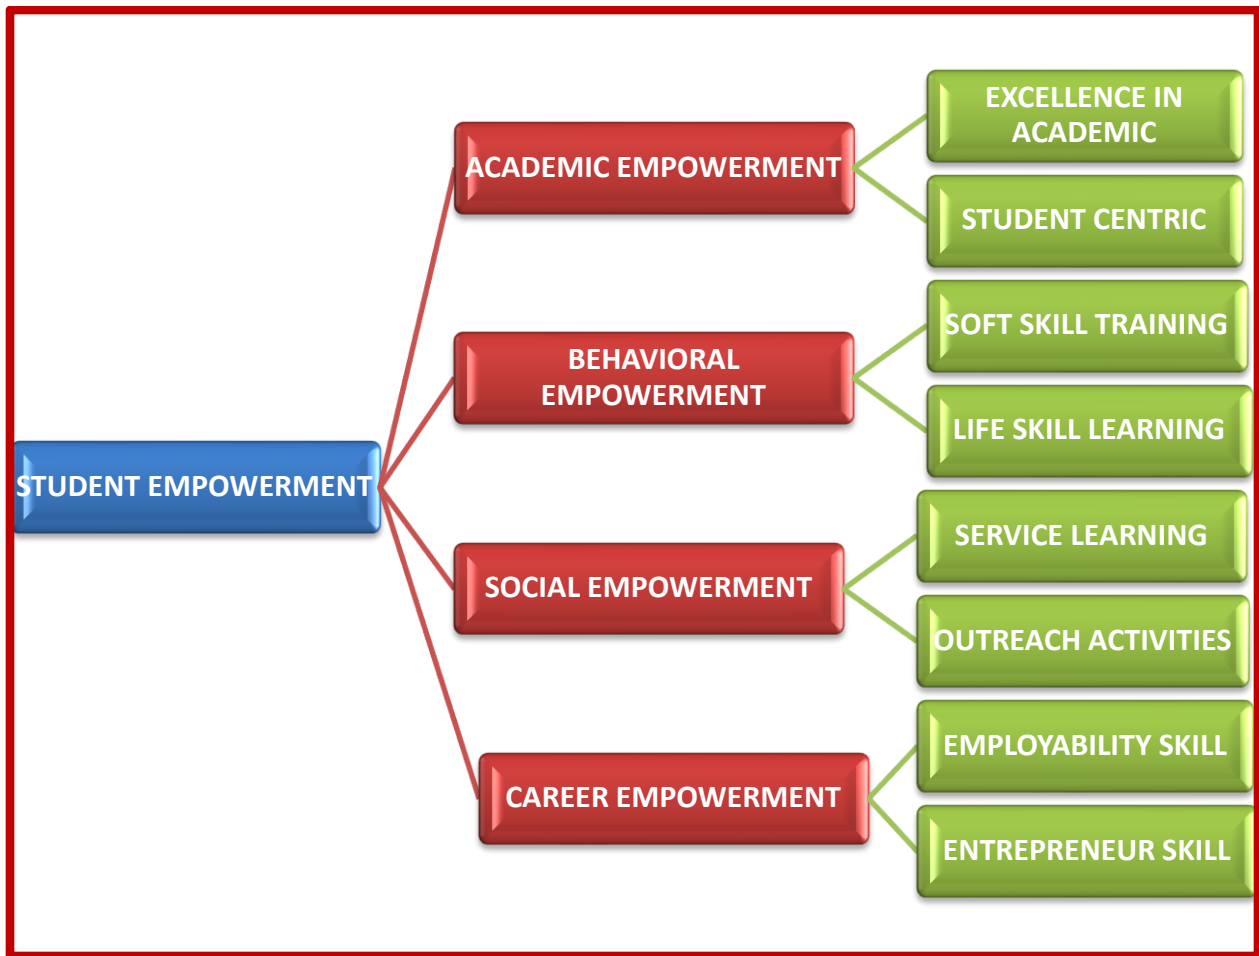 STUDENT EMPOWERMENT
ACADEMIC EMPOWERMENT
EXCELLENCE IN
ACADEMIC
STUDENT CENTRIC
BEHAVIORAL
EMPOWERMENT
SOFT SKILL TRAINING
LIFE SKILL LEARNING
SOCIAL EMPOWERMENT
SERVICE LEARNING
OUTREACH ACTIVITIES
CAREER EMPOWERMENT
EMPLOYABILITY SKILL
ENTREPRENEUR SKILL